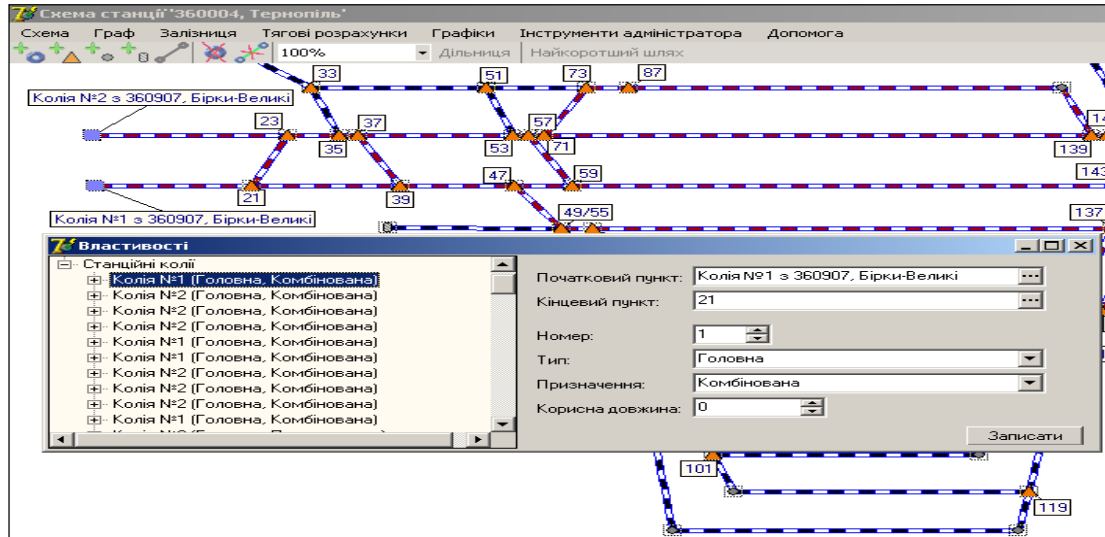 Схема станції "360004, Тернопіль"
Схема Граф Залізниця Тягові розрахунки Графіки Інструменти адміністратора Допомога
100% Дільниця Найкоротший шлях
33 51 73 87
Колія №2 з 360907, Бірки-Великі
23 37 57
35 53 71 139
47 59 143
21 39
Колія №1 з 360907, Бірки-Великі
49/55 137
Властивості
Станційні колії
Колія №1 (Головна, Комбінована)
Колія №2 (Головна, Комбінована)
Колія №2 (Головна, Комбінована)
Колія №2 (Головна, Комбінована)
Колія №1 (Головна, Комбінована)
Колія №1 (Головна, Комбінована)
Колія №2 (Головна, Комбінована)
Колія №2 (Головна, Комбінована)
Колія №2 (Головна, Комбінована)
Колія №1 (Головна, Комбінована)
Початковий пункт: Колія №1 з 360907, Бірки-Великі
Кінцевий пункт: 21
Номер: 1
Тип: Головна
Призначення: Комбінована
Корисна довжина: 0
Записати
101
119